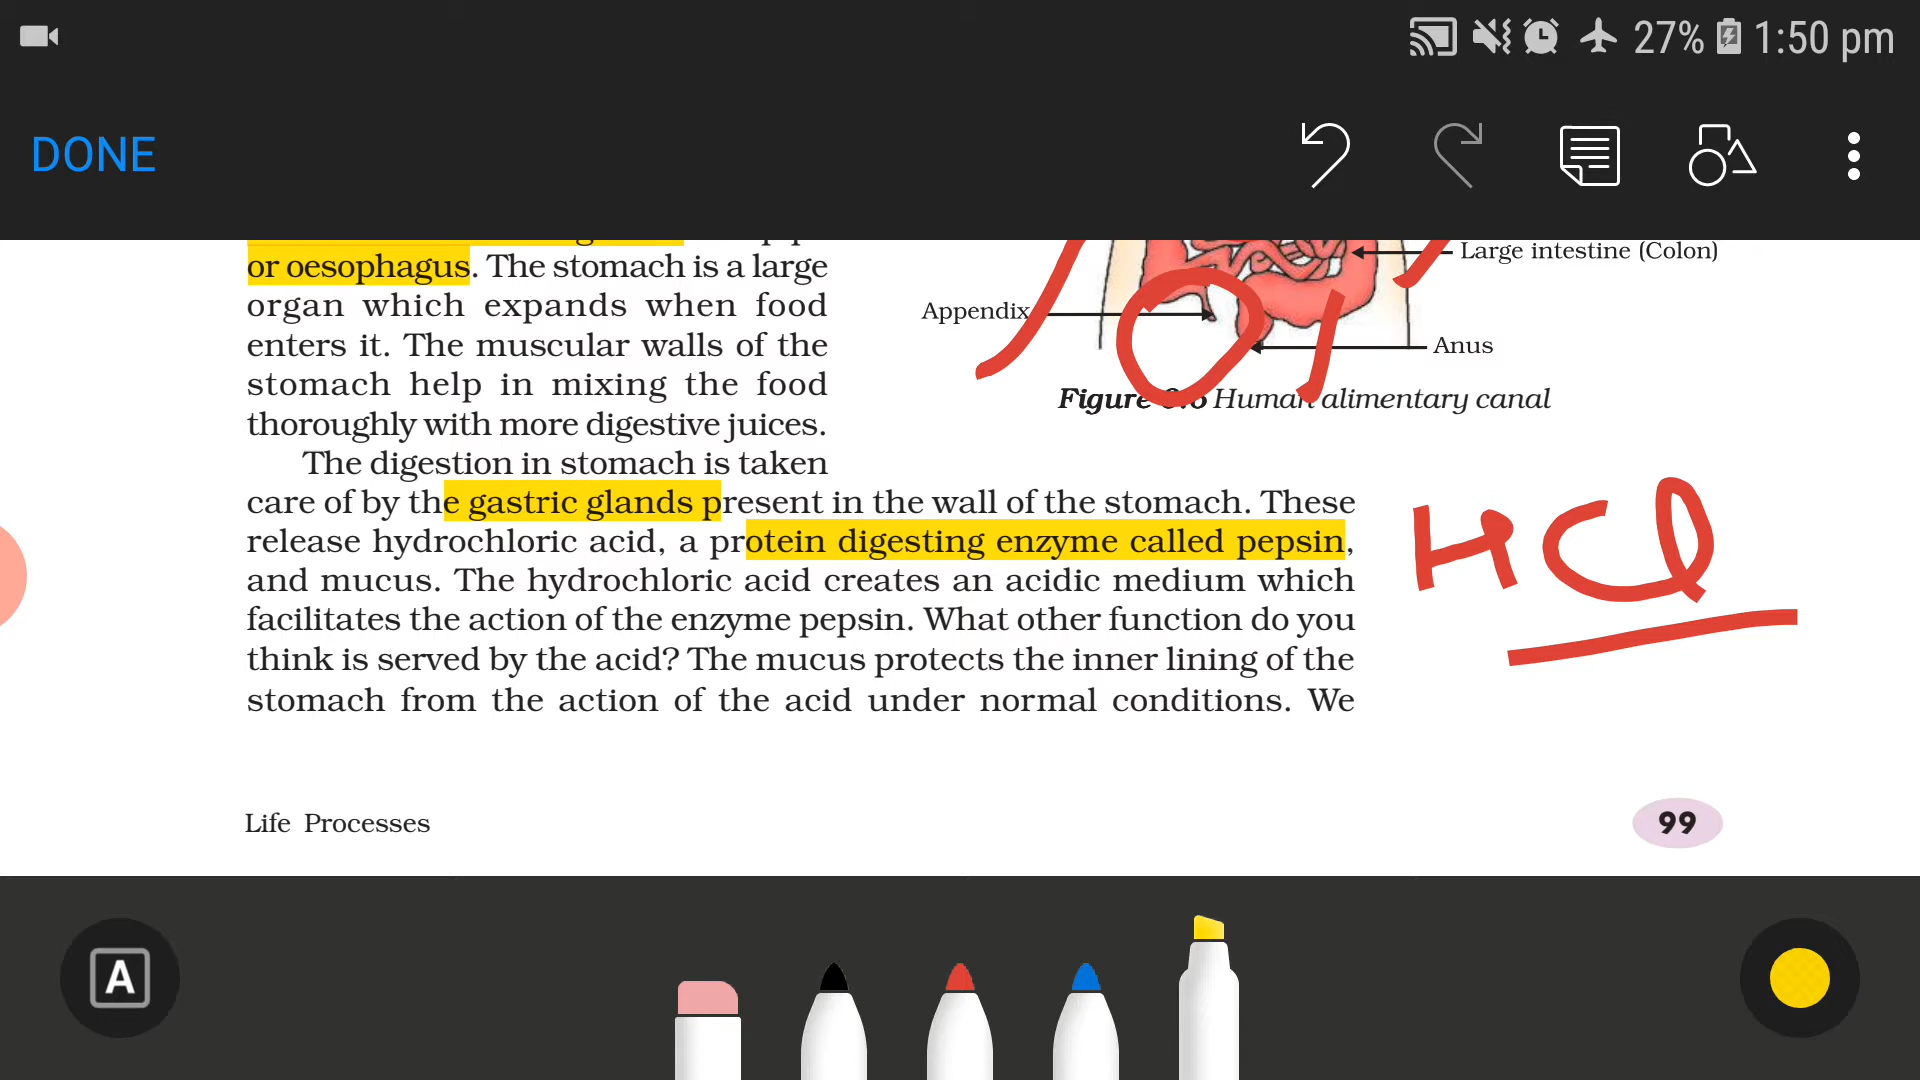 27% 1:50 pm
DONE
or oesophagus. The stomach is a large
organ which expands when food
enters it. The muscular walls of the
stomach help in mixing the food
thoroughly with more digestive juices.
Large intestine (Colon)
Appendix
Anus
Figure Human alimentary canal
The digestion in stomach is taken
care of by the gastric glands present in the wall of the stomach. These
release hydrochloric acid, a protein digesting enzyme called pepsin,
and mucus. The hydrochloric acid creates an acidic medium which
facilitates the action of the enzyme pepsin. What other function do you
think is served by the acid? The mucus protects the inner lining of the
stomach from the action of the acid under normal conditions. We
HCl
Life Processes
99
A